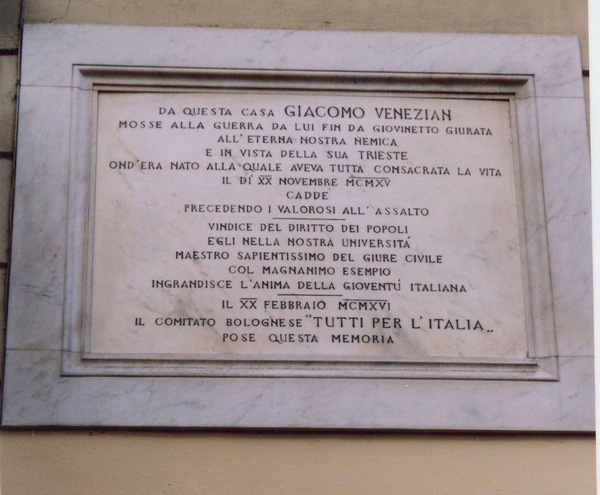 DA QUESTA CASA GIACOMO VENEZIAN
MOSSE ALLA GUERRA DA LUI FIN DA GIOVINETTO GIURATA
ALL'ETERNA NOSTRA NEMICA
E IN VISTA DELLA SUA TRIESTE
OND'ERA NATO ALLA QUALE AVEVA TUTTA CONSACRATA LA VITA
IL DÌ XX NOVEMBRE MCMXV
CADDE
PRECEDENDO I VALOROSI ALL'ASSALTO
VINDICE DEL DIRITTO DEI POPOLI
EGLI NELLA NOSTRA UNIVERSITÁ
MAESTRO SAPIENTISSIMO DEL GIURE CIVILE
COL MAGNANIMO ESEMPIO
INGRANDISCE L'ANIMA DELLA GIOVENTÚ ITALIANA
IL XX FEBBRAIO MCMXVI
IL COMITATO BOLOGNESE "TUTTI PER L'ITALIA„
POSE QUESTA MEMORIA